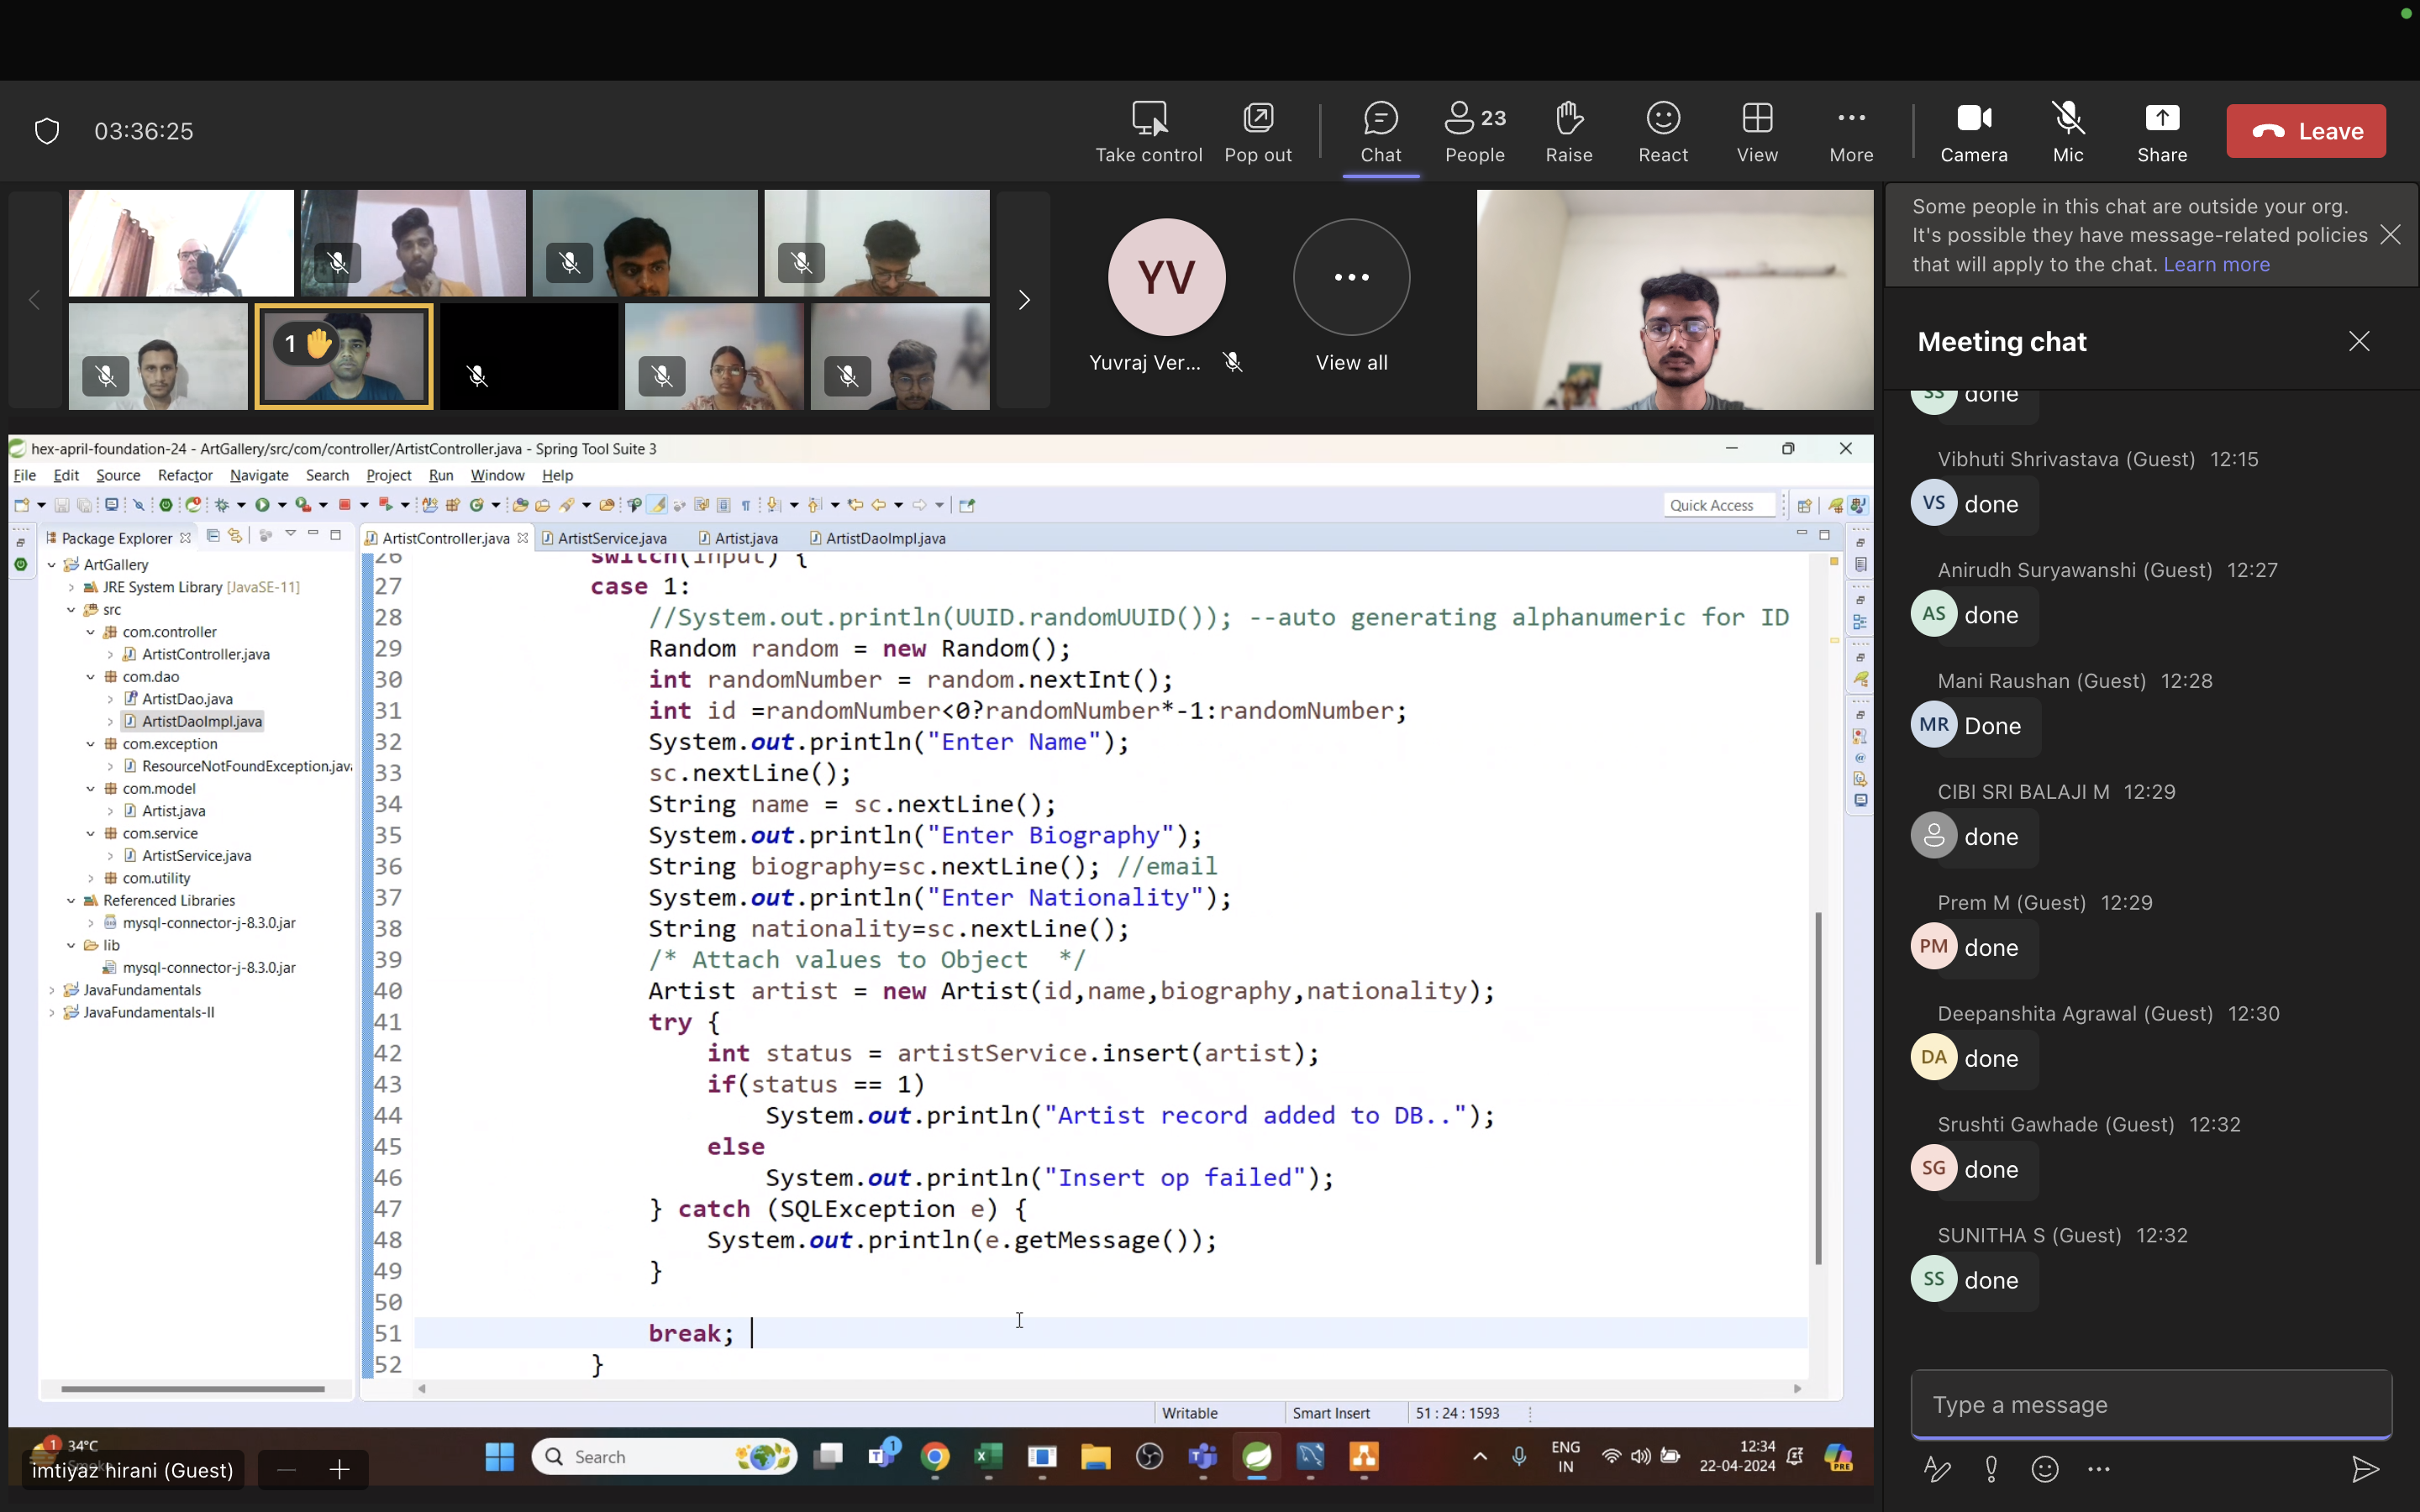 03:36:25
Take control
Pop out
Chat
23
People
Raise
React
View
More
Camera
Mic
Share
Leave
1
YV
Yuvraj Ver...
View all
Some people in this chat are outside your org.
It's possible they have message-related policies
that will apply to the chat. Learn more
Meeting chat
SS done
Vibhuti Shrivastava (Guest) 12:15
VS done
Anirudh Suryawanshi (Guest) 12:27
AS done
Mani Raushan (Guest) 12:28
MR Done
CIBI SRI BALAJI M 12:29
done
Prem M (Guest) 12:29
PM done
Deepanshita Agrawal (Guest) 12:30
DA done
Srushti Gawhade (Guest) 12:32
SG done
SUNITHA S (Guest) 12:32
SS done
Type a message
hex-april-foundation-24 - ArtGallery/src/com/controller/ArtistController.java - Spring Tool Suite 3
File Edit Source Refactor Navigate Search Project Run Window Help
Quick Access
Package Explorer
ArtGallery
JRE System Library [JavaSE-11]
src
com.controller
ArtistController.java
com.dao
ArtistDao.java
ArtistDaoImpl.java
com.exception
ResourceNotFoundException.java
com.model
Artist.java
com.service
ArtistService.java
com.utility
Referenced Libraries
mysql-connector-j-8.3.0.jar
lib
mysql-connector-j-8.3.0.jar
JavaFundamentals
JavaFundamentals-II
ArtistController.java ArtistService.java Artist.java ArtistDaoImpl.java
26 switch(input) {
27 case 1:
28 //System.out.println(UUID.randomUUID()); --auto generating alphanumeric for ID
29 Random random = new Random();
30 int randomNumber = random.nextInt();
31 int id =randomNumber<0?randomNumber*-1:randomNumber;
32 System.out.println("Enter Name");
33 sc.nextLine();
34 String name = sc.nextLine();
35 System.out.println("Enter Biography");
36 String biography=sc.nextLine(); //email
37 System.out.println("Enter Nationality");
38 String nationality=sc.nextLine();
39 /* Attach values to Object */
40 Artist artist = new Artist(id,name,biography,nationality);
41 try {
42 int status = artistService.insert(artist);
43 if(status == 1)
44 System.out.println("Artist record added to DB..");
45 else
46 System.out.println("Insert op failed");
47 } catch (SQLException e) {
48 System.out.println(e.getMessage());
49 }
50
51 break;
52 }
Writable Smart Insert 51 : 24 : 1593
1 34°C
imtiyaz hirani (Guest)
Search
1
ENG
IN
12:34
22-04-2024
PRE